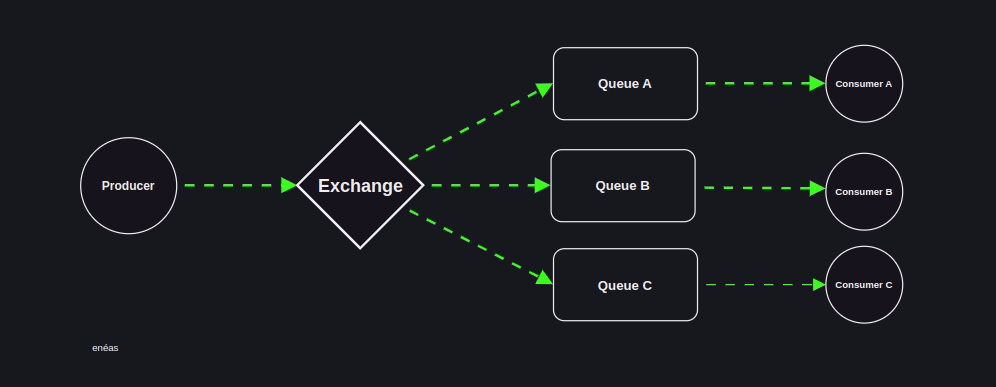 Producer
Exchange
Queue A
Queue B
Queue C
Consumer A
Consumer B
Consumer C
enéas